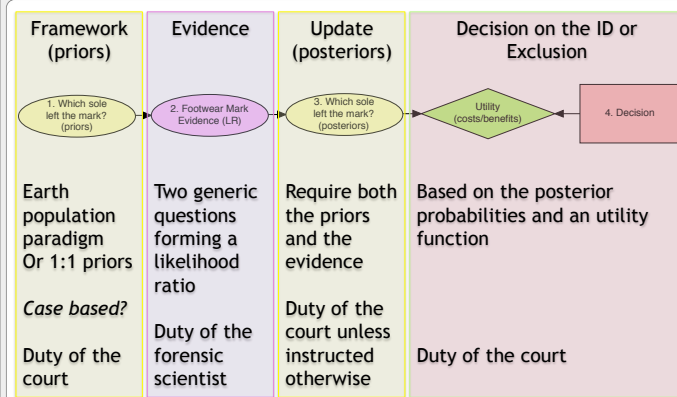 Framework
(priors)
Evidence
Update
(posteriors)
Decision on the ID or
Exclusion
1. Which sole
left the mark?
(priors)
2. Footwear Mark
Evidence (LR)
3. Which sole
left the mark?
(posteriors)
Utility
(costs/benefits)
4. Decision
Earth
population
paradigm
Or 1:1 priors
Case based?
Duty of the
court
Two generic
questions
forming a
likelihood
ratio
Duty of the
forensic
scientist
Require both
the priors
and the
evidence
Duty of the
court unless
instructed
otherwise
Based on the posterior
probabilities and an utility
function
Duty of the court